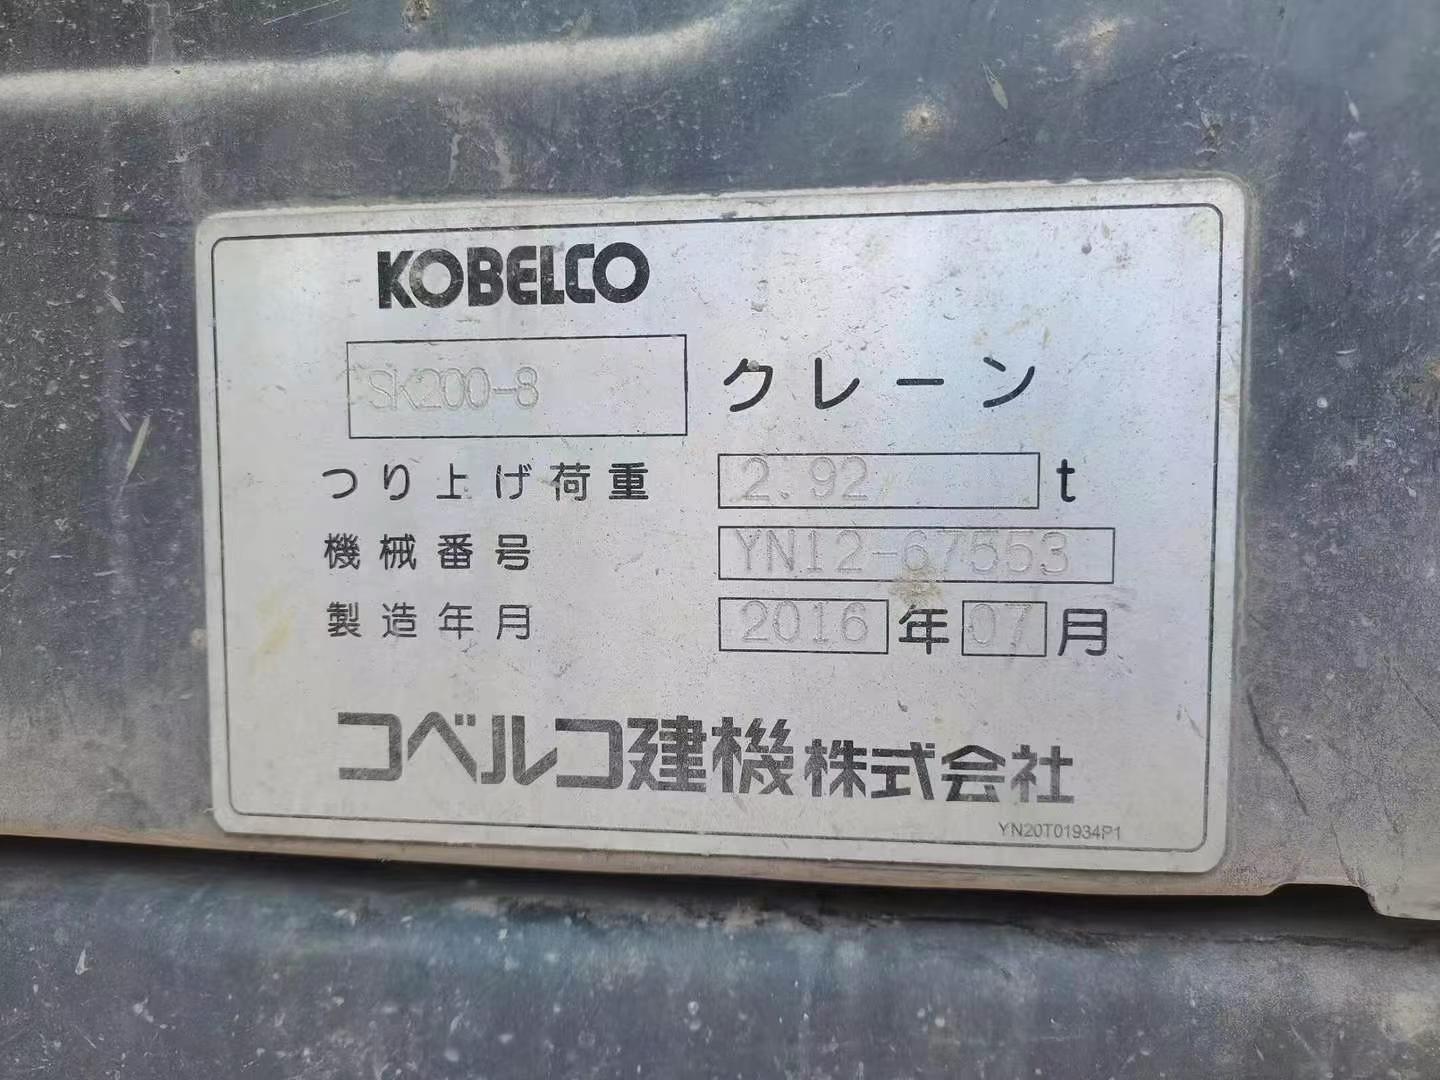 KOBELCO
SK200-8 クレーン
つり上げ荷重 2.92 t
機械番号 YN12-67553
製造年月 2016 年 07 月
コベルコ建機株式会社
YN20T01934P1